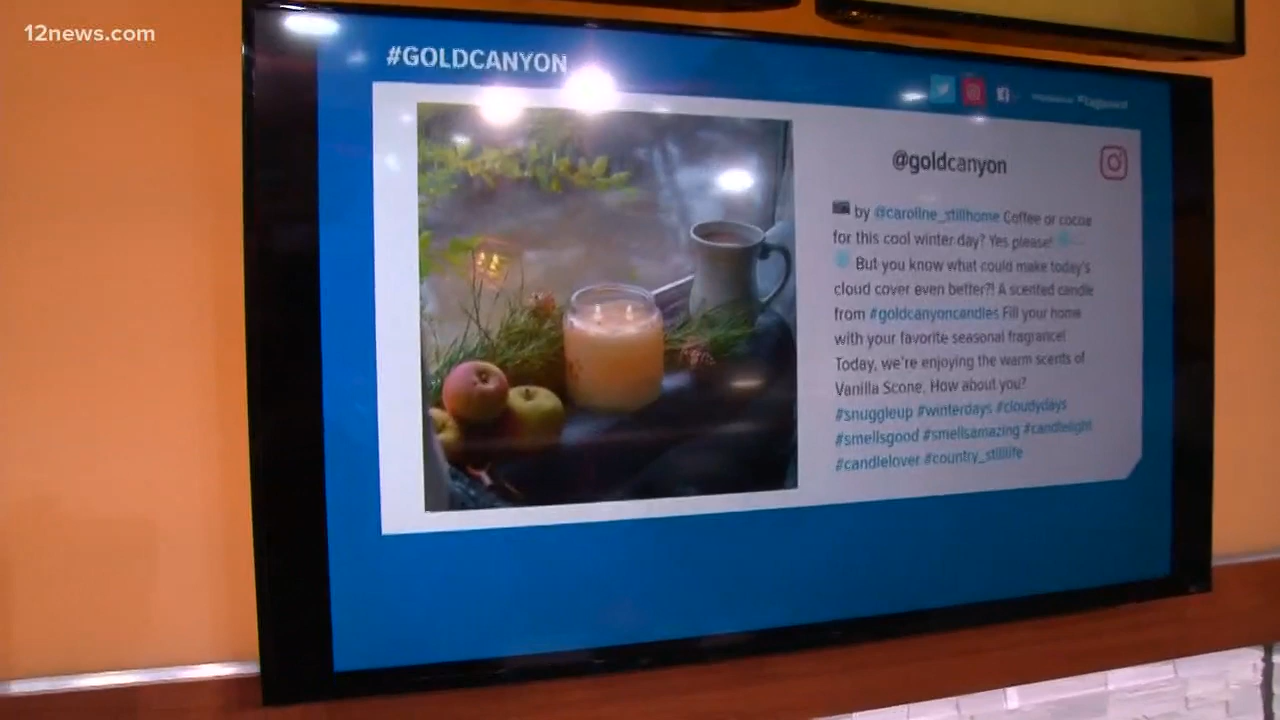 12news.com
#GOLDCANYON
#tagboard
@goldcanyon
by @caroline_stillhome Coffee or cocoa
for this cool winter day? Yes please!
But you know what could make today's
cloud cover even better?! A scented candle
from #goldcanyoncandles Fill your home
with your favorite seasonal fragrance!
Today, we're enjoying the warm scents of
Vanilla Scone. How about you?
#snuggleup #winterdays #cloudydays
#smellsgood #smellsamazing #candlelight
#candlelover #country_stilllife